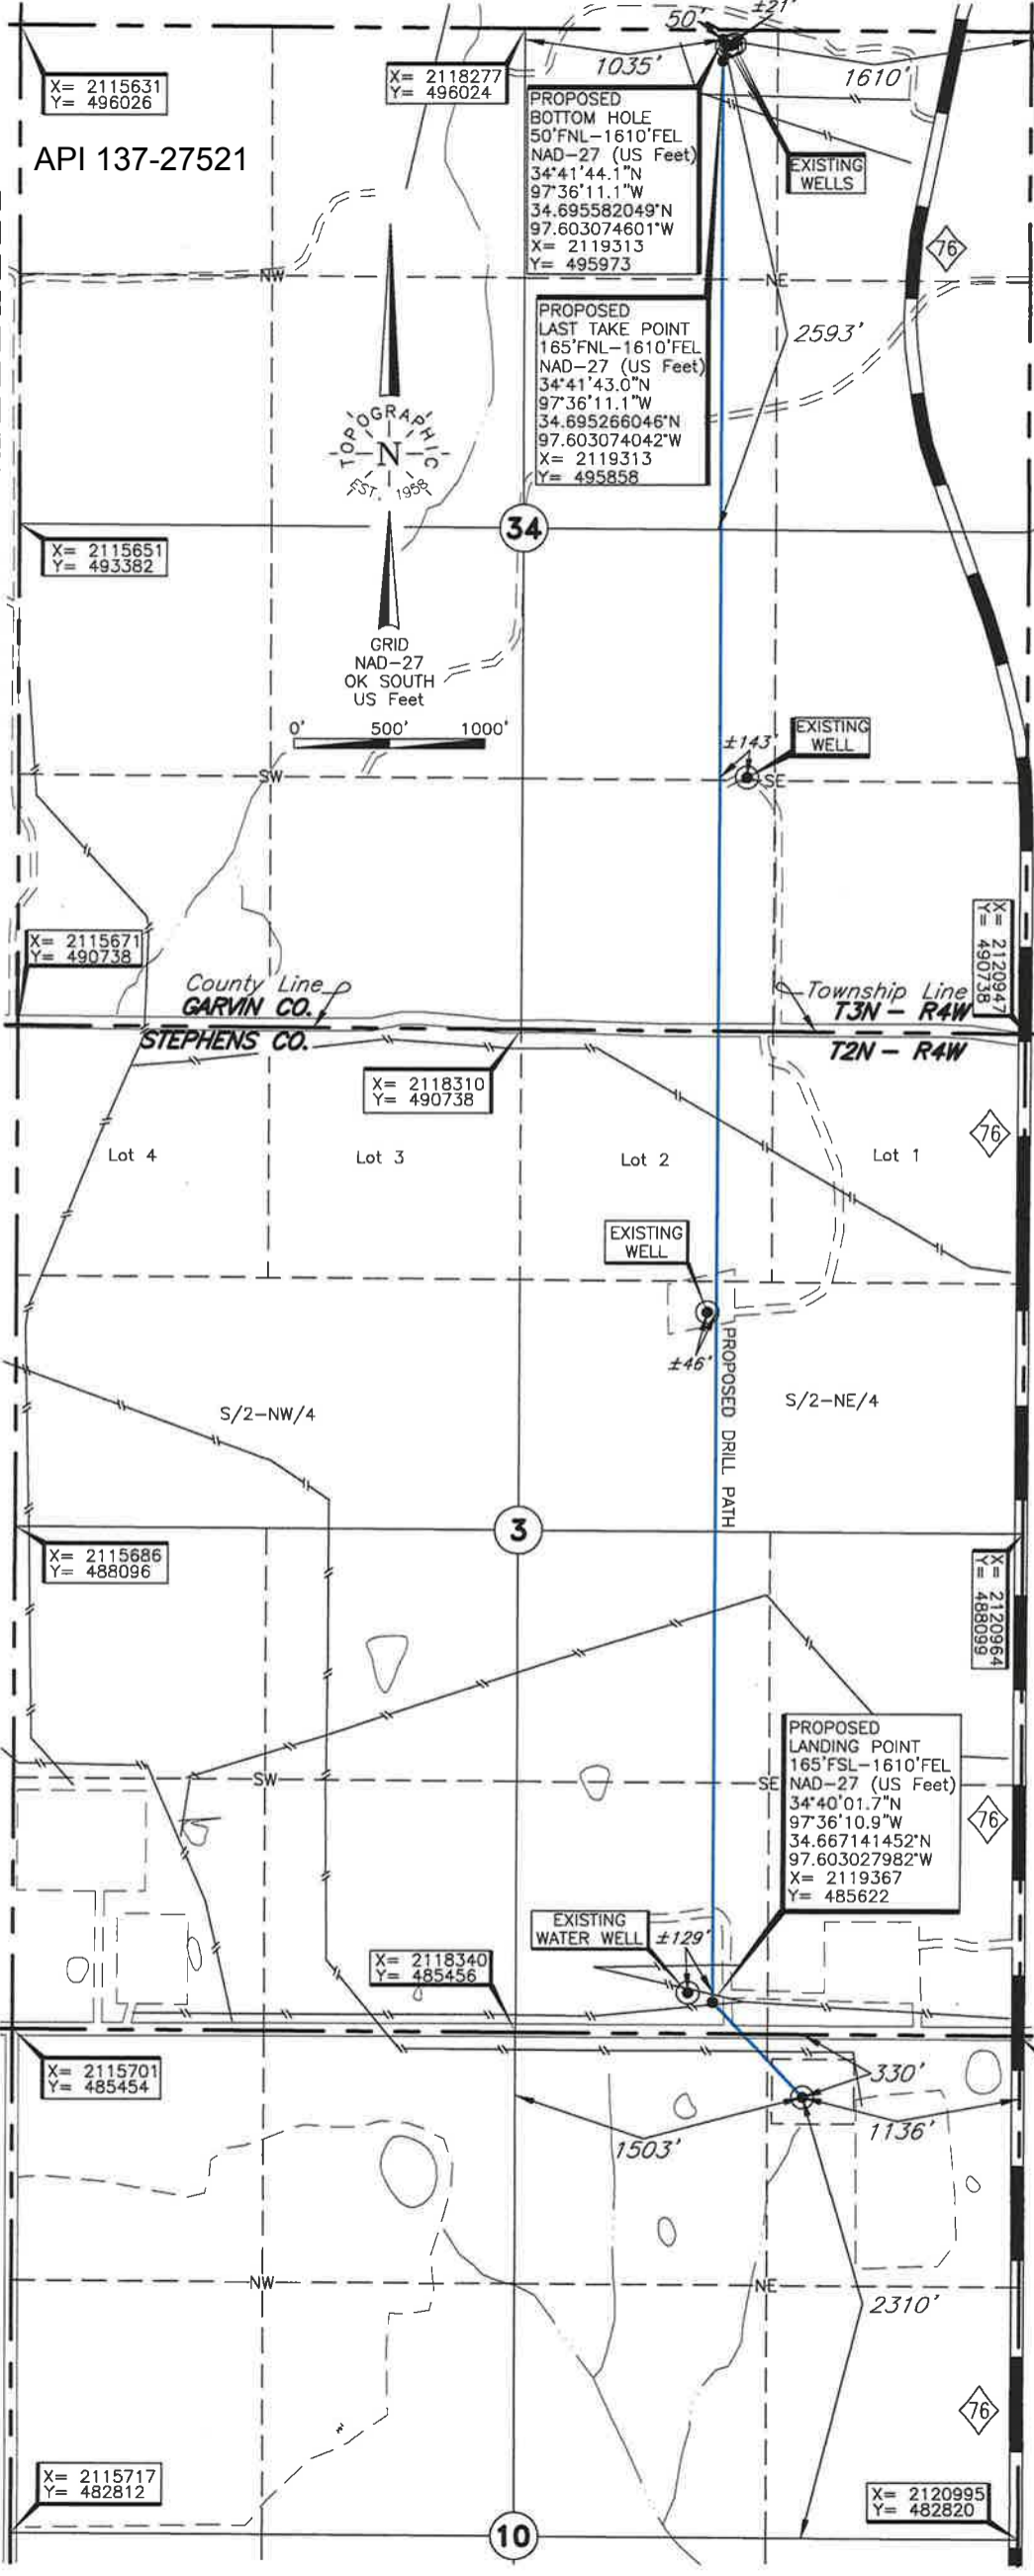 50'
±21'
1035'
1610'
X= 2115631
Y= 496026
X= 2118277
Y= 496024
API 137-27521
PROPOSED
BOTTOM HOLE
50'FNL-1610'FEL
NAD-27 (US Feet)
34°41'44.1"N
97°36'11.1"W
34.695582049°N
97.603074601°W
X= 2119313
Y= 495973
EXISTING
WELLS
76
NW
NE
PROPOSED
LAST TAKE POINT
165'FNL-1610'FEL
NAD-27 (US Feet)
34°41'43.0"N
97°36'11.1"W
34.695266046°N
97.603074042°W
X= 2119313
Y= 495858
2593'
TOPOGRAPHIC
N
EST. 1958
34
X= 2115651
Y= 493382
GRID
NAD-27
OK SOUTH
US Feet
0' 500' 1000'
±143'
EXISTING
WELL
SW
SE
X= 2115671
Y= 490738
X= 2120947
Y= 490738
County Line
GARVIN CO.
Township Line
T3N - R4W
STEPHENS CO.
T2N - R4W
X= 2118310
Y= 490738
76
Lot 4
Lot 3
Lot 2
Lot 1
EXISTING
WELL
±46'
PROPOSED DRILL PATH
S/2-NW/4
S/2-NE/4
3
X= 2115686
Y= 488096
X= 2120964
Y= 488099
PROPOSED
LANDING POINT
165'FSL-1610'FEL
NAD-27 (US Feet)
34°40'01.7"N
97°36'10.9"W
34.667141452°N
97.603027982°W
X= 2119367
Y= 485622
SW
SE
76
EXISTING
WATER WELL
±129'
X= 2118340
Y= 485456
X= 2115701
Y= 485454
330'
1503'
1136'
NW
NE
2310'
76
X= 2115717
Y= 482812
X= 2120995
Y= 482820
10